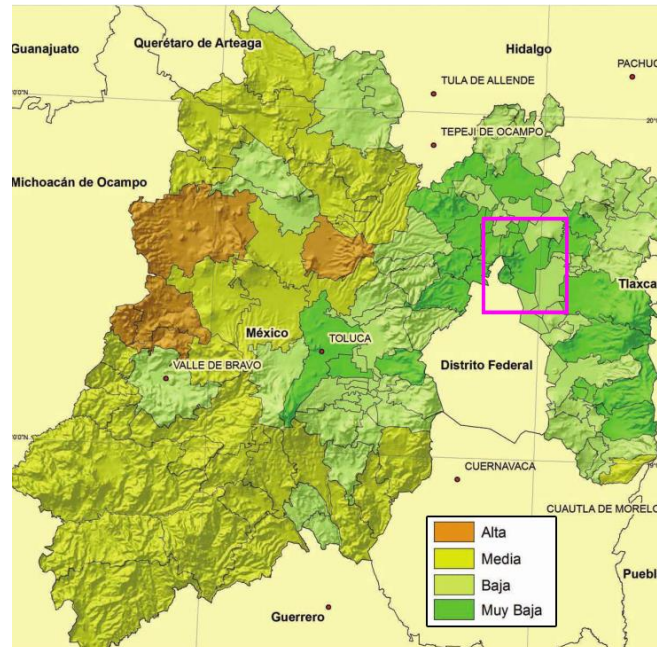 Guanajuato
Querétaro de Arteaga
Hidalgo
PACHUC
TULA DE ALLENDE
TEPEJI DE OCAMPO
Michoacán de Ocampo
Tlaxca
México
TOLUCA
VALLE DE BRAVO
Distrito Federal
CUERNAVACA
CUAUTLA DE MORELO
Alta
Media
Baja
Muy Baja
Puebl
Guerrero